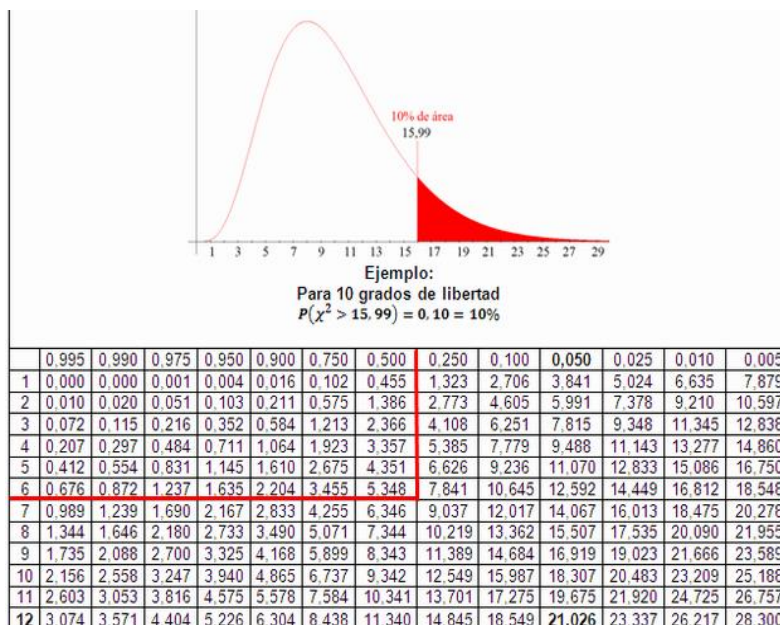 10% de área
15,99
1 3 5 7 9 11 13 15 17 19 21 23 25 27 29
Ejemplo:
Para 10 grados de libertad
P(χ² > 15,99) = 0,10 = 10%
0,995 0,990 0,975 0,950 0,900 0,750 0,500 0,250 0,100 0,050 0,025 0,010 0,005
1 0,000 0,000 0,001 0,004 0,016 0,102 0,455 1,323 2,706 3,841 5,024 6,635 7,879
2 0,010 0,020 0,051 0,103 0,211 0,575 1,386 2,773 4,605 5,991 7,378 9,210 10,597
3 0,072 0,115 0,216 0,352 0,584 1,213 2,366 4,108 6,251 7,815 9,348 11,345 12,838
4 0,207 0,297 0,484 0,711 1,064 1,923 3,357 5,385 7,779 9,488 11,143 13,277 14,860
5 0,412 0,554 0,831 1,145 1,610 2,675 4,351 6,626 9,236 11,070 12,833 15,086 16,750
6 0,676 0,872 1,237 1,635 2,204 3,455 5,348 7,841 10,645 12,592 14,449 16,812 18,548
7 0,989 1,239 1,690 2,167 2,833 4,255 6,346 9,037 12,017 14,067 16,013 18,475 20,278
8 1,344 1,646 2,180 2,733 3,490 5,071 7,344 10,219 13,362 15,507 17,535 20,090 21,955
9 1,735 2,088 2,700 3,325 4,168 5,899 8,343 11,389 14,684 16,919 19,023 21,666 23,589
10 2,156 2,558 3,247 3,940 4,865 6,737 9,342 12,549 15,987 18,307 20,483 23,209 25,188
11 2,603 3,053 3,816 4,575 5,578 7,584 10,341 13,701 17,275 19,675 21,920 24,725 26,757
12 3,074 3,571 4,404 5,226 6,304 8,438 11,340 14,845 18,549 21,026 23,337 26,217 28,300